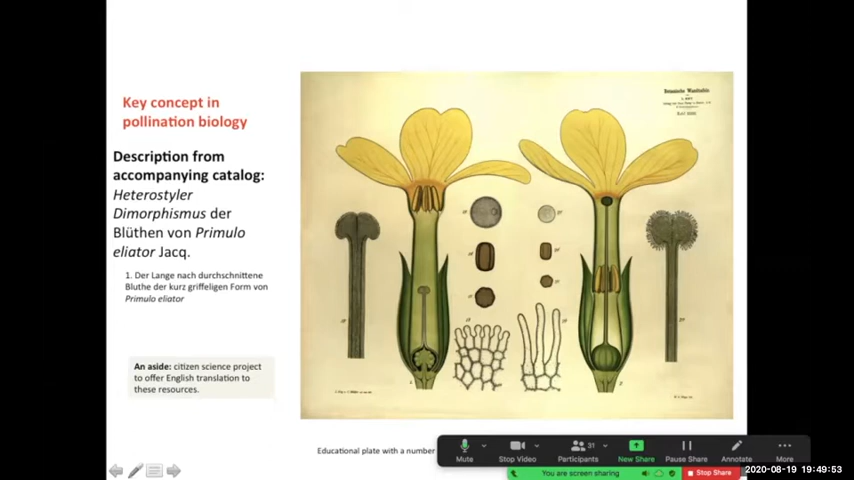 Key concept in
pollination biology
Description from
accompanying catalog:
Heterostyler
Dimorphismus der
Blüthen von Primulo
eliator Jacq.
1. Der Lange nach durchschnittene
Bluthe der kurz griffeligen Form von
Primulo eliator
An aside: citizen science project
to offer English translation to
these resources.
Botanische Wandtafeln
Educational plate with a number
Mute
Stop Video
31
Participants
New Share
Pause Share
Annotate
More
You are screen sharing
Stop Share
2020-08-19 19:49:53